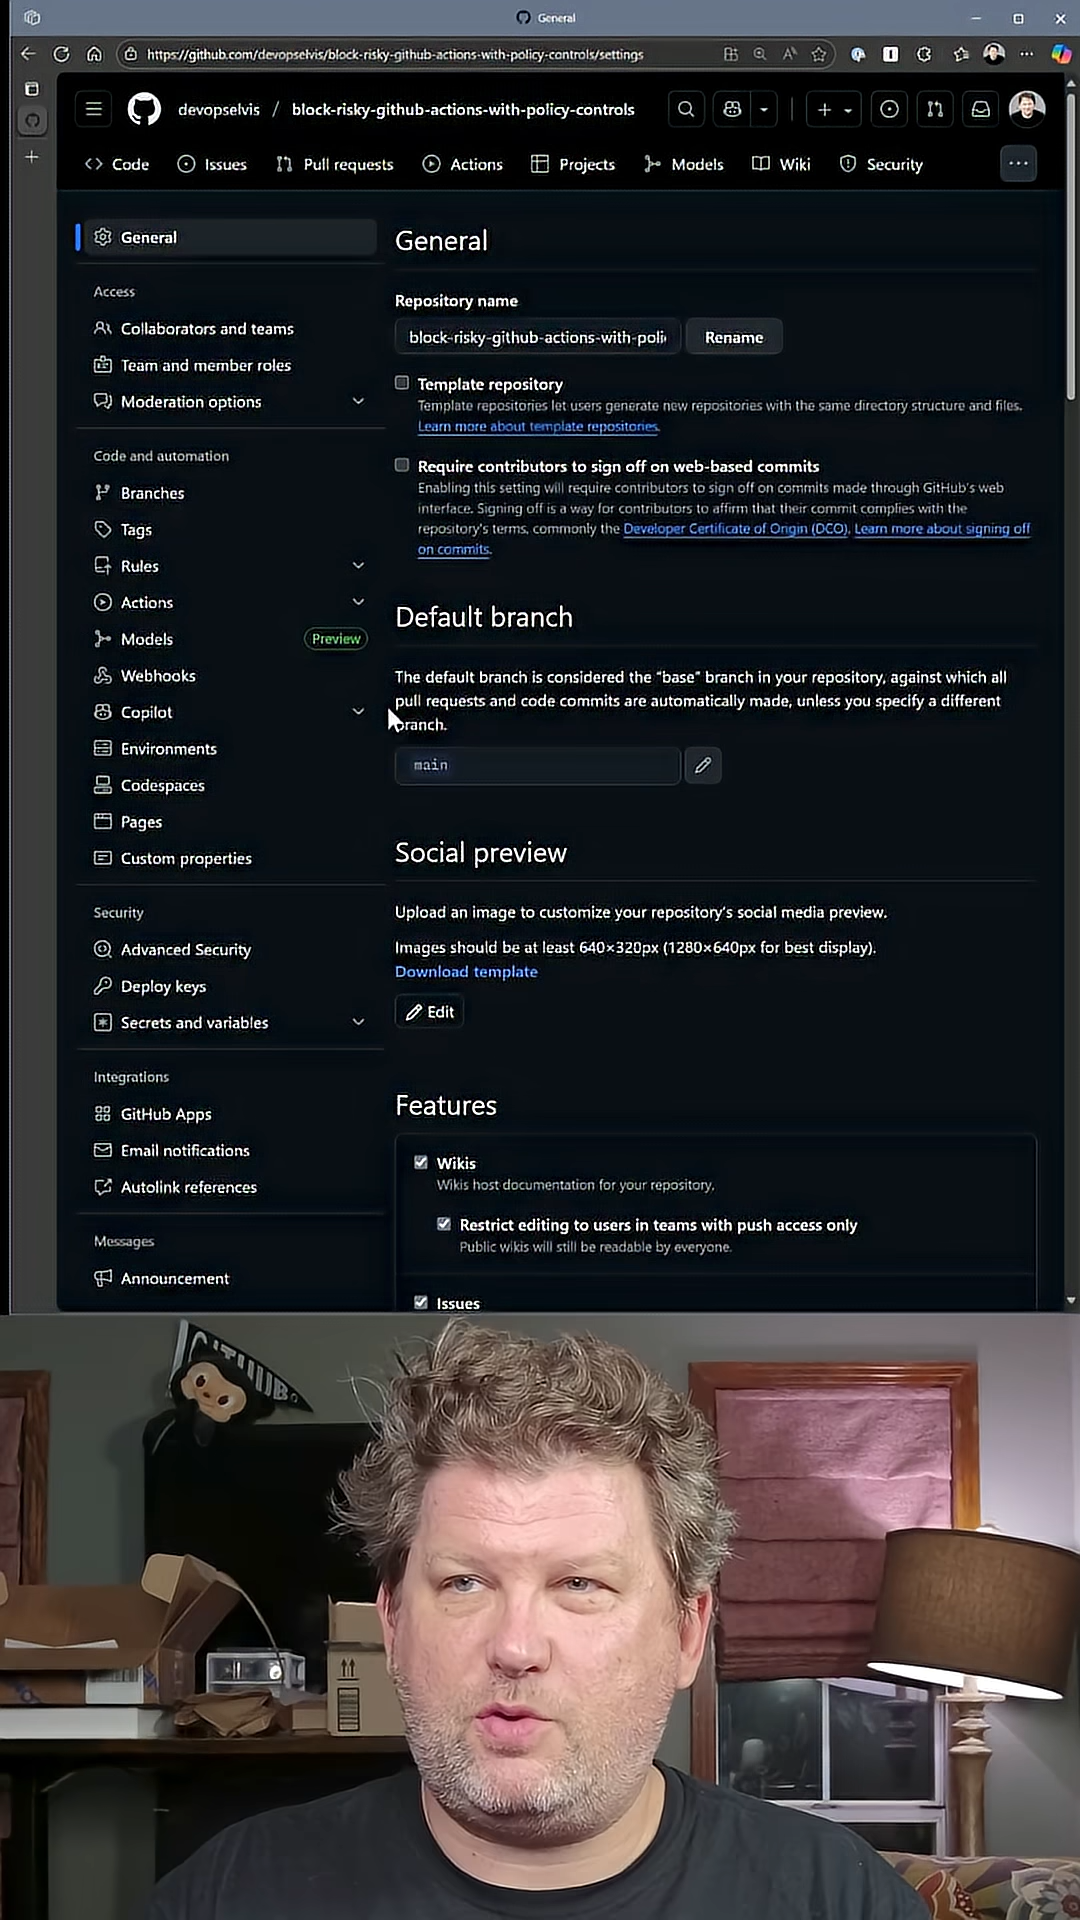 General
https://github.com/devopselvis/block-risky-github-actions-with-policy-controls/settings
devopselvis / block-risky-github-actions-with-policy-controls
Code
Issues
Pull requests
Actions
Projects
Models
Wiki
Security
General
Access
Collaborators and teams
Team and member roles
Moderation options
Code and automation
Branches
Tags
Rules
Actions
Models Preview
Webhooks
Copilot
Environments
Codespaces
Pages
Custom properties
Security
Advanced Security
Deploy keys
Secrets and variables
Integrations
GitHub Apps
Email notifications
Autolink references
Messages
Announcement
General
Repository name
block-risky-github-actions-with-poli
Rename
Template repository
Template repositories let users generate new repositories with the same directory structure and files.
Learn more about template repositories.
Require contributors to sign off on web-based commits
Enabling this setting will require contributors to sign off on commits made through GitHub's web
interface. Signing off is a way for contributors to affirm that their commit complies with the
repository's terms, commonly the Developer Certificate of Origin (DCO). Learn more about signing off
on commits.
Default branch
The default branch is considered the "base" branch in your repository, against which all
pull requests and code commits are automatically made, unless you specify a different
branch.
main
Social preview
Upload an image to customize your repository's social media preview.
Images should be at least 640×320px (1280×640px for best display).
Download template
Edit
Features
Wikis
Wikis host documentation for your repository.
Restrict editing to users in teams with push access only
Public wikis will still be readable by everyone.
Issues
GITHUB